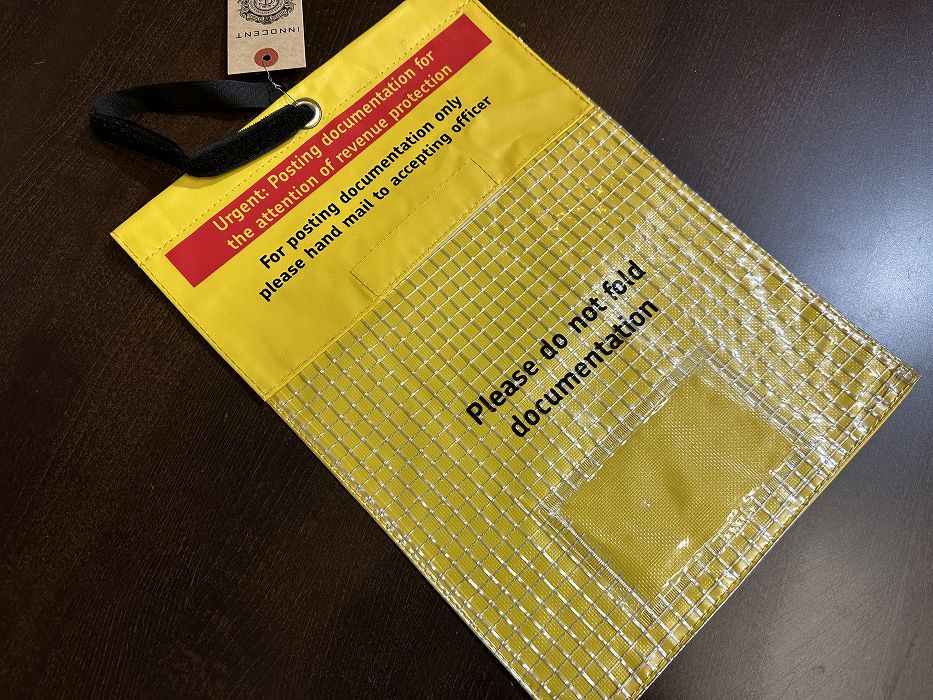 INNOCENT
Urgent: Posting documentation for
the attention of revenue protection
For posting documentation only
please hand mail to accepting officer
Please do not fold
documentation